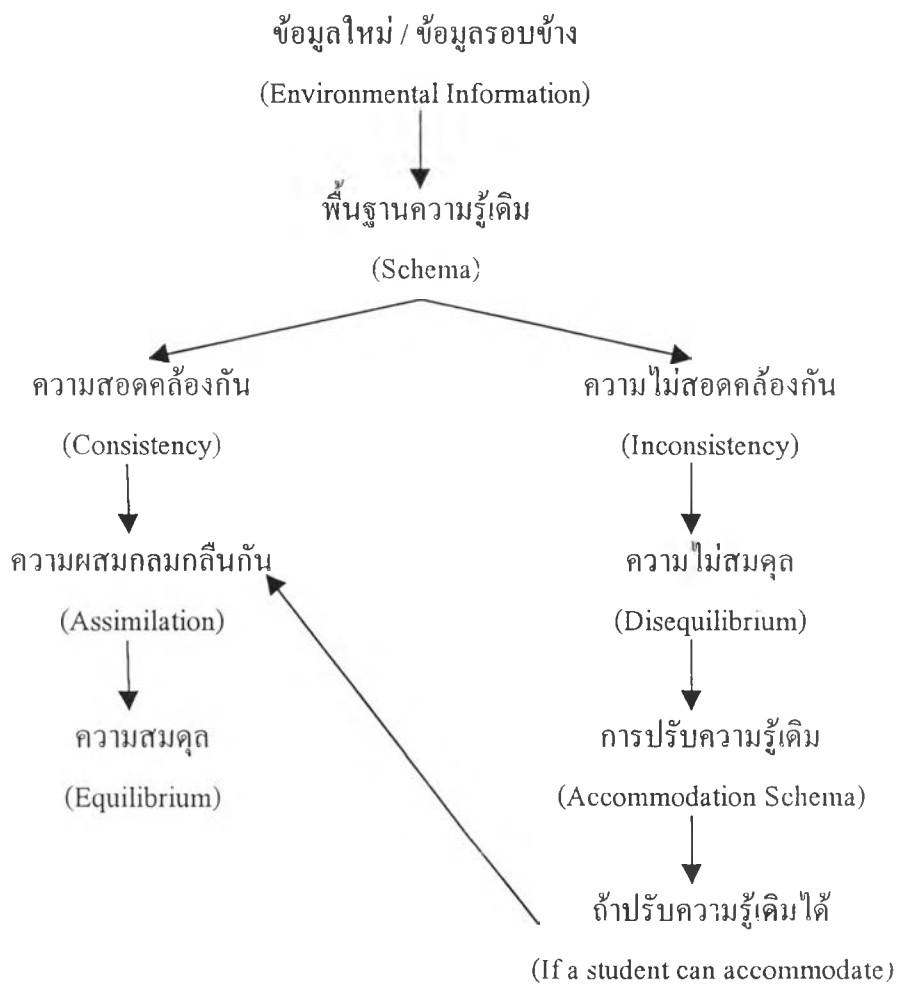 ข้อมูลใหม่ / ข้อมูลรอบข้าง
(Environmental Information)
พื้นฐานความรู้เดิม
(Schema)
ความสอดคล้องกัน
(Consistency)
ความผสมกลมกลืนกัน
(Assimilation)
ความสมดุล
(Equilibrium)
ความไม่สอดคล้องกัน
(Inconsistency)
ความไม่สมดุล
(Disequilibrium)
การปรับความรู้เดิม
(Accommodation Schema)
ถ้าปรับความรู้เดิมได้
(If a student can accommodate)